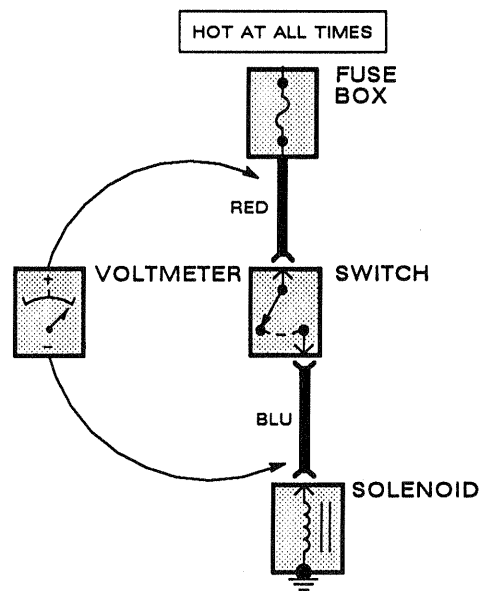 HOT AT ALL TIMES
FUSE
BOX
RED
VOLTMETER
SWITCH
+
–
BLU
SOLENOID